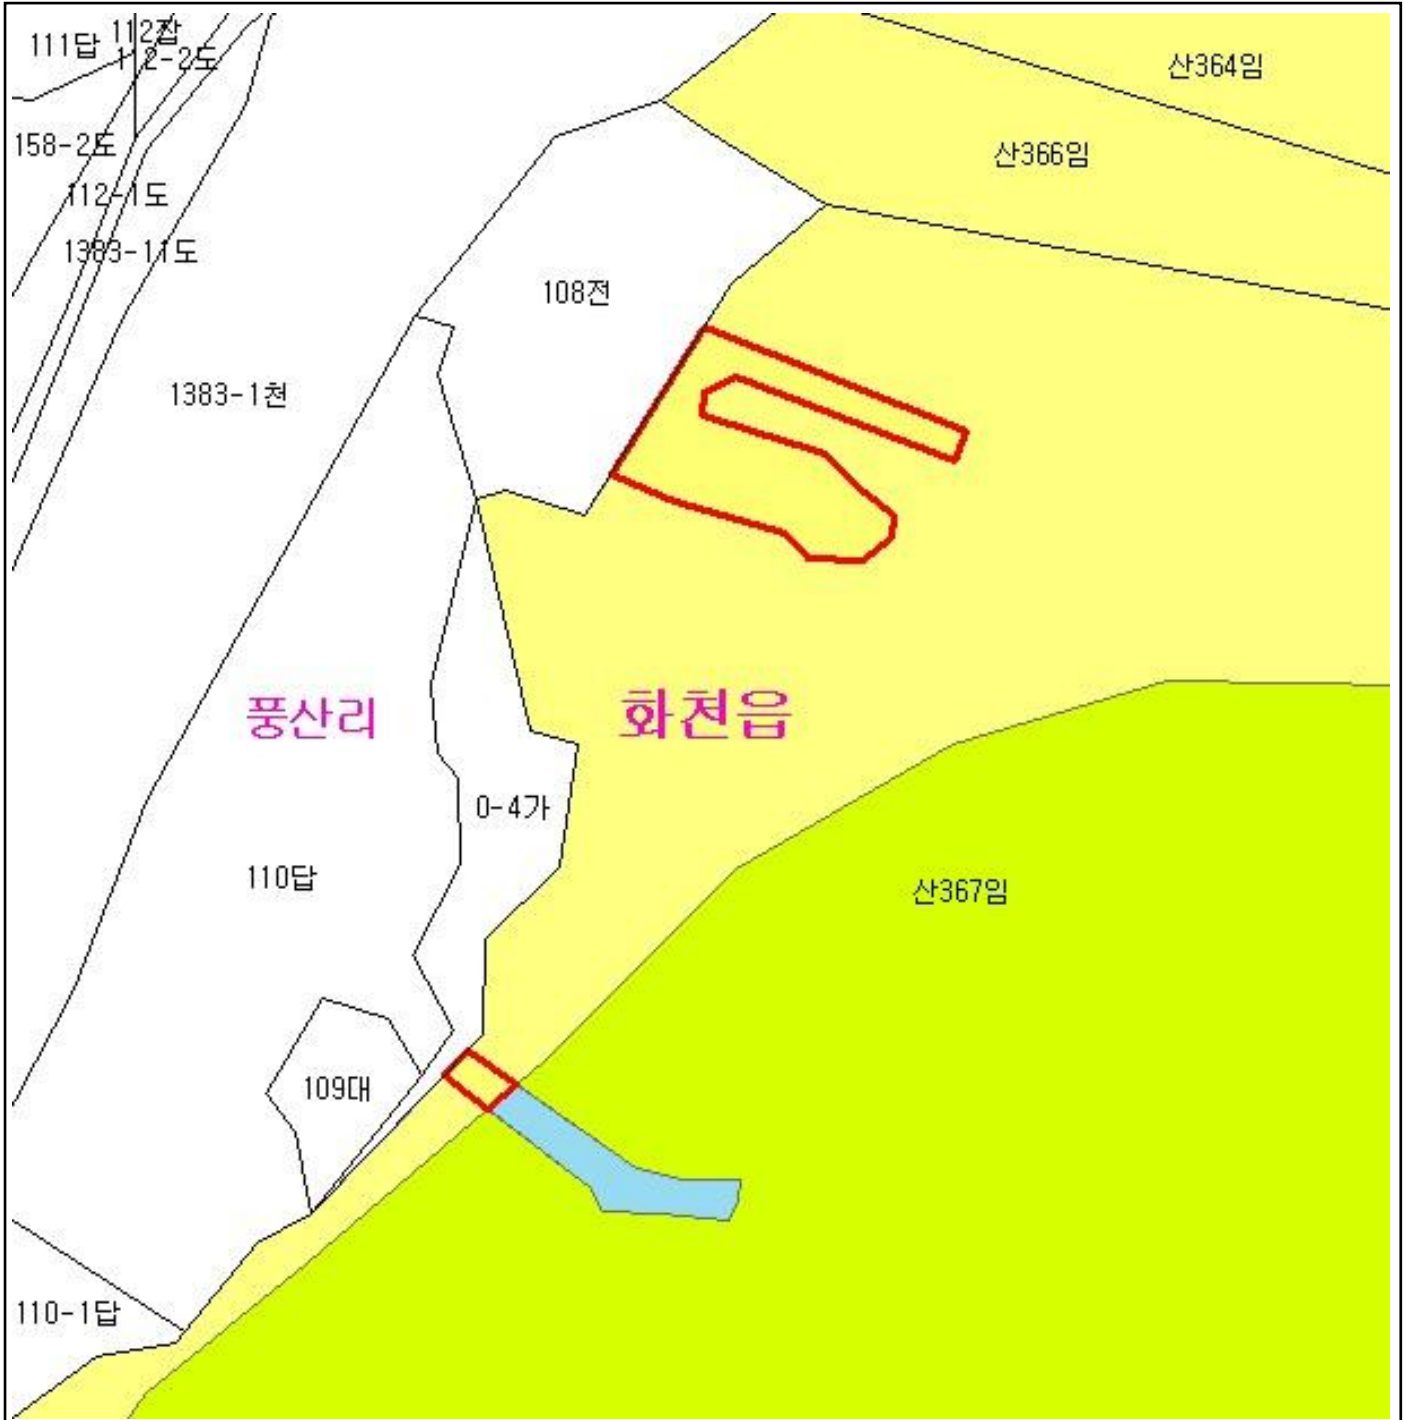 111답
112잡
112-2도
산364임
158-2도
산366임
112-1도
1383-11도
108전
1383-1천
풍산리
화천읍
0-4가
110답
산367임
109대
110-1답